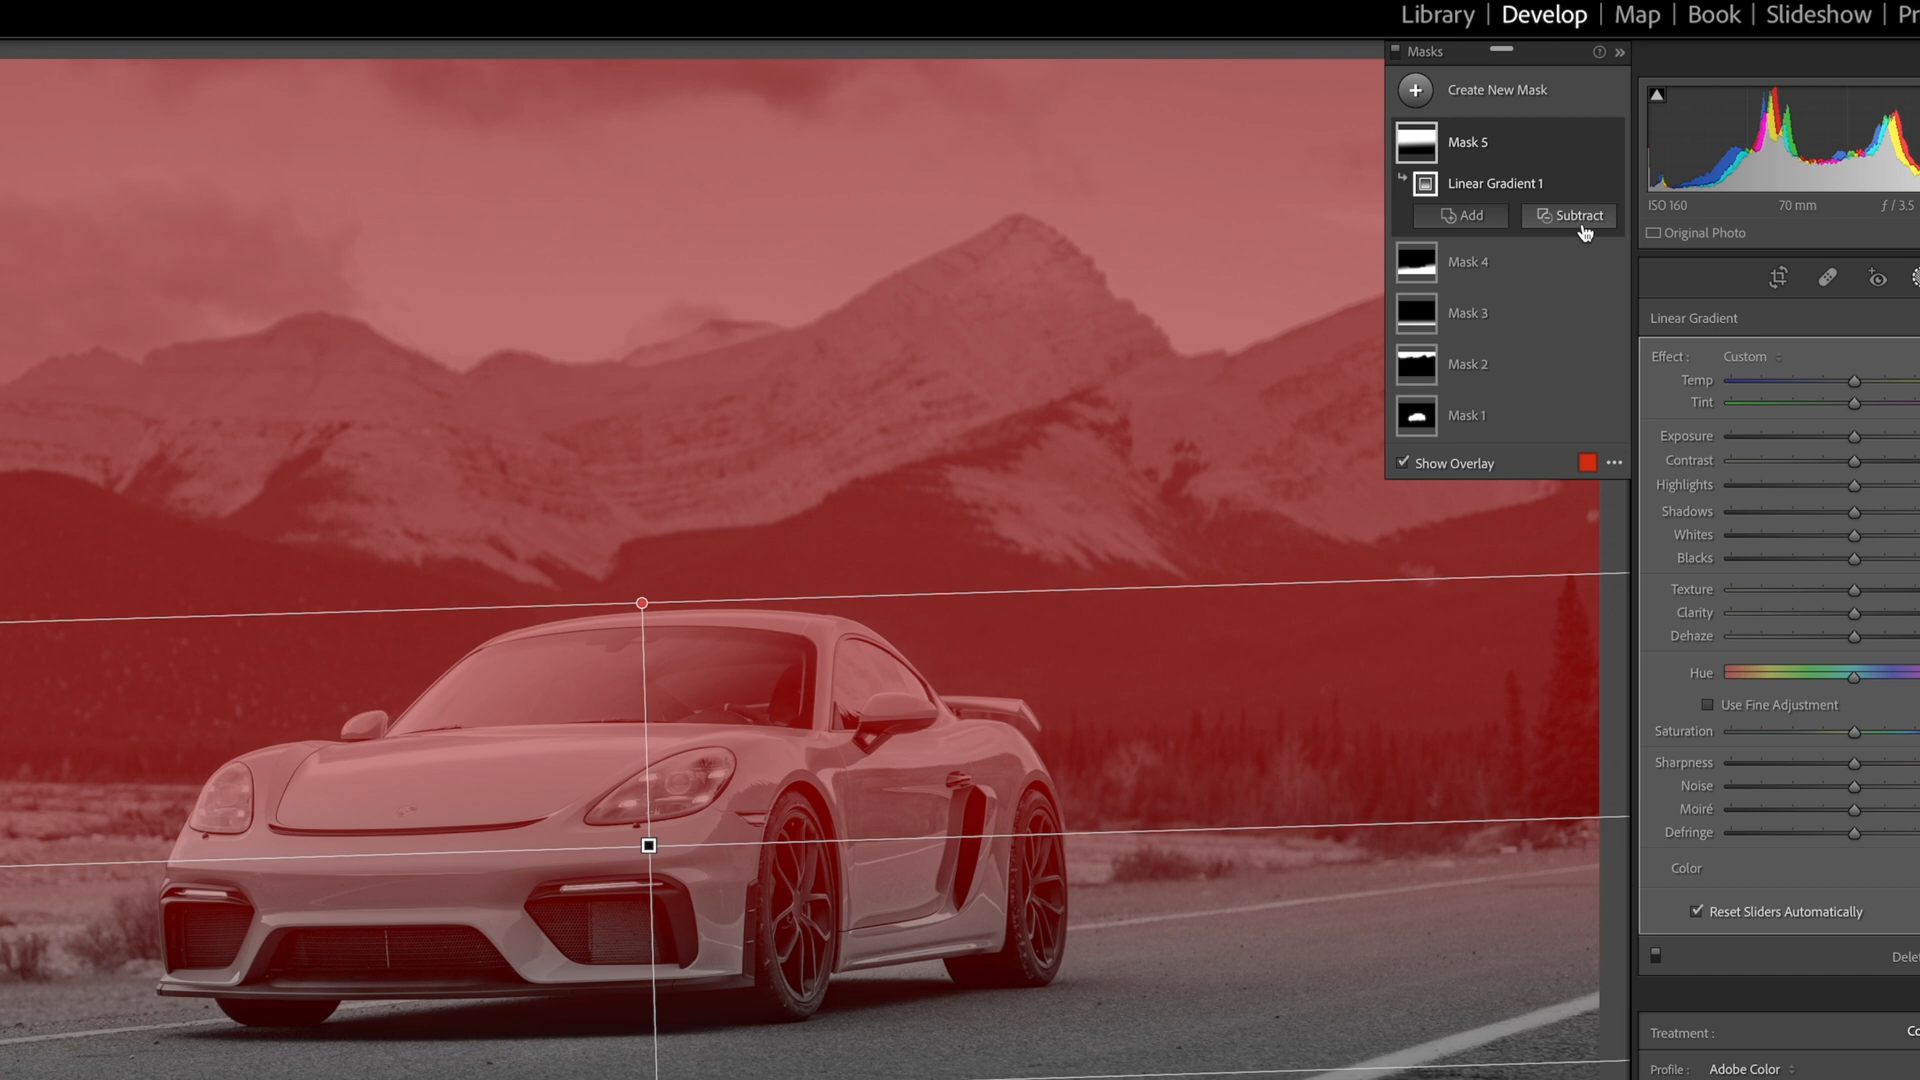 Library | Develop | Map | Book | Slideshow |
Masks
Create New Mask
Mask 5
Linear Gradient 1
Add
Subtract
Mask 4
Mask 3
Mask 2
Mask 1
Show Overlay
ISO 160 70 mm ƒ / 3.5
Original Photo
Linear Gradient
Effect : Custom
Temp
Tint
Exposure
Contrast
Highlights
Shadows
Whites
Blacks
Texture
Clarity
Dehaze
Hue
Use Fine Adjustment
Saturation
Sharpness
Noise
Moiré
Defringe
Color
Reset Sliders Automatically
Treatment :
Profile : Adobe Color